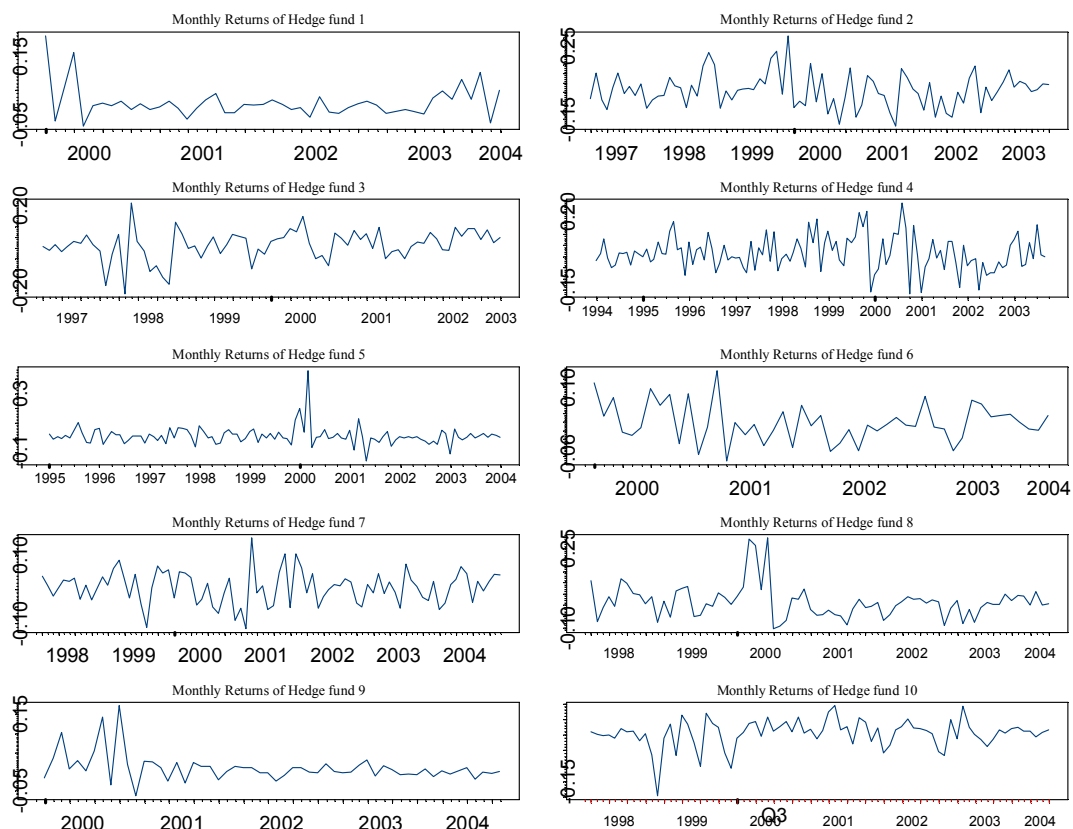 Monthly Returns of Hedge fund 1
0.15
-0.05
2000 2001 2002 2003 2004
Monthly Returns of Hedge fund 2
0.25
-0.15
1997 1998 1999 2000 2001 2002 2003
Monthly Returns of Hedge fund 3
0.20
-0.20
1997 1998 1999 2000 2001 2002 2003
Monthly Returns of Hedge fund 4
0.20
-0.15
1994 1995 1996 1997 1998 1999 2000 2001 2002 2003
Monthly Returns of Hedge fund 5
0.3
-0.1
1995 1996 1997 1998 1999 2000 2001 2002 2003 2004
Monthly Returns of Hedge fund 6
0.10
-0.06
2000 2001 2002 2003 2004
Monthly Returns of Hedge fund 7
0.10
-0.10
1998 1999 2000 2001 2002 2003 2004
Monthly Returns of Hedge fund 8
0.25
-0.10
1998 1999 2000 2001 2002 2003 2004
Monthly Returns of Hedge fund 9
0.15
-0.05
2000 2001 2002 2003 2004
Monthly Returns of Hedge fund 10
0.15
Q3
1998 1999 2000 2001 2002 2003 2004